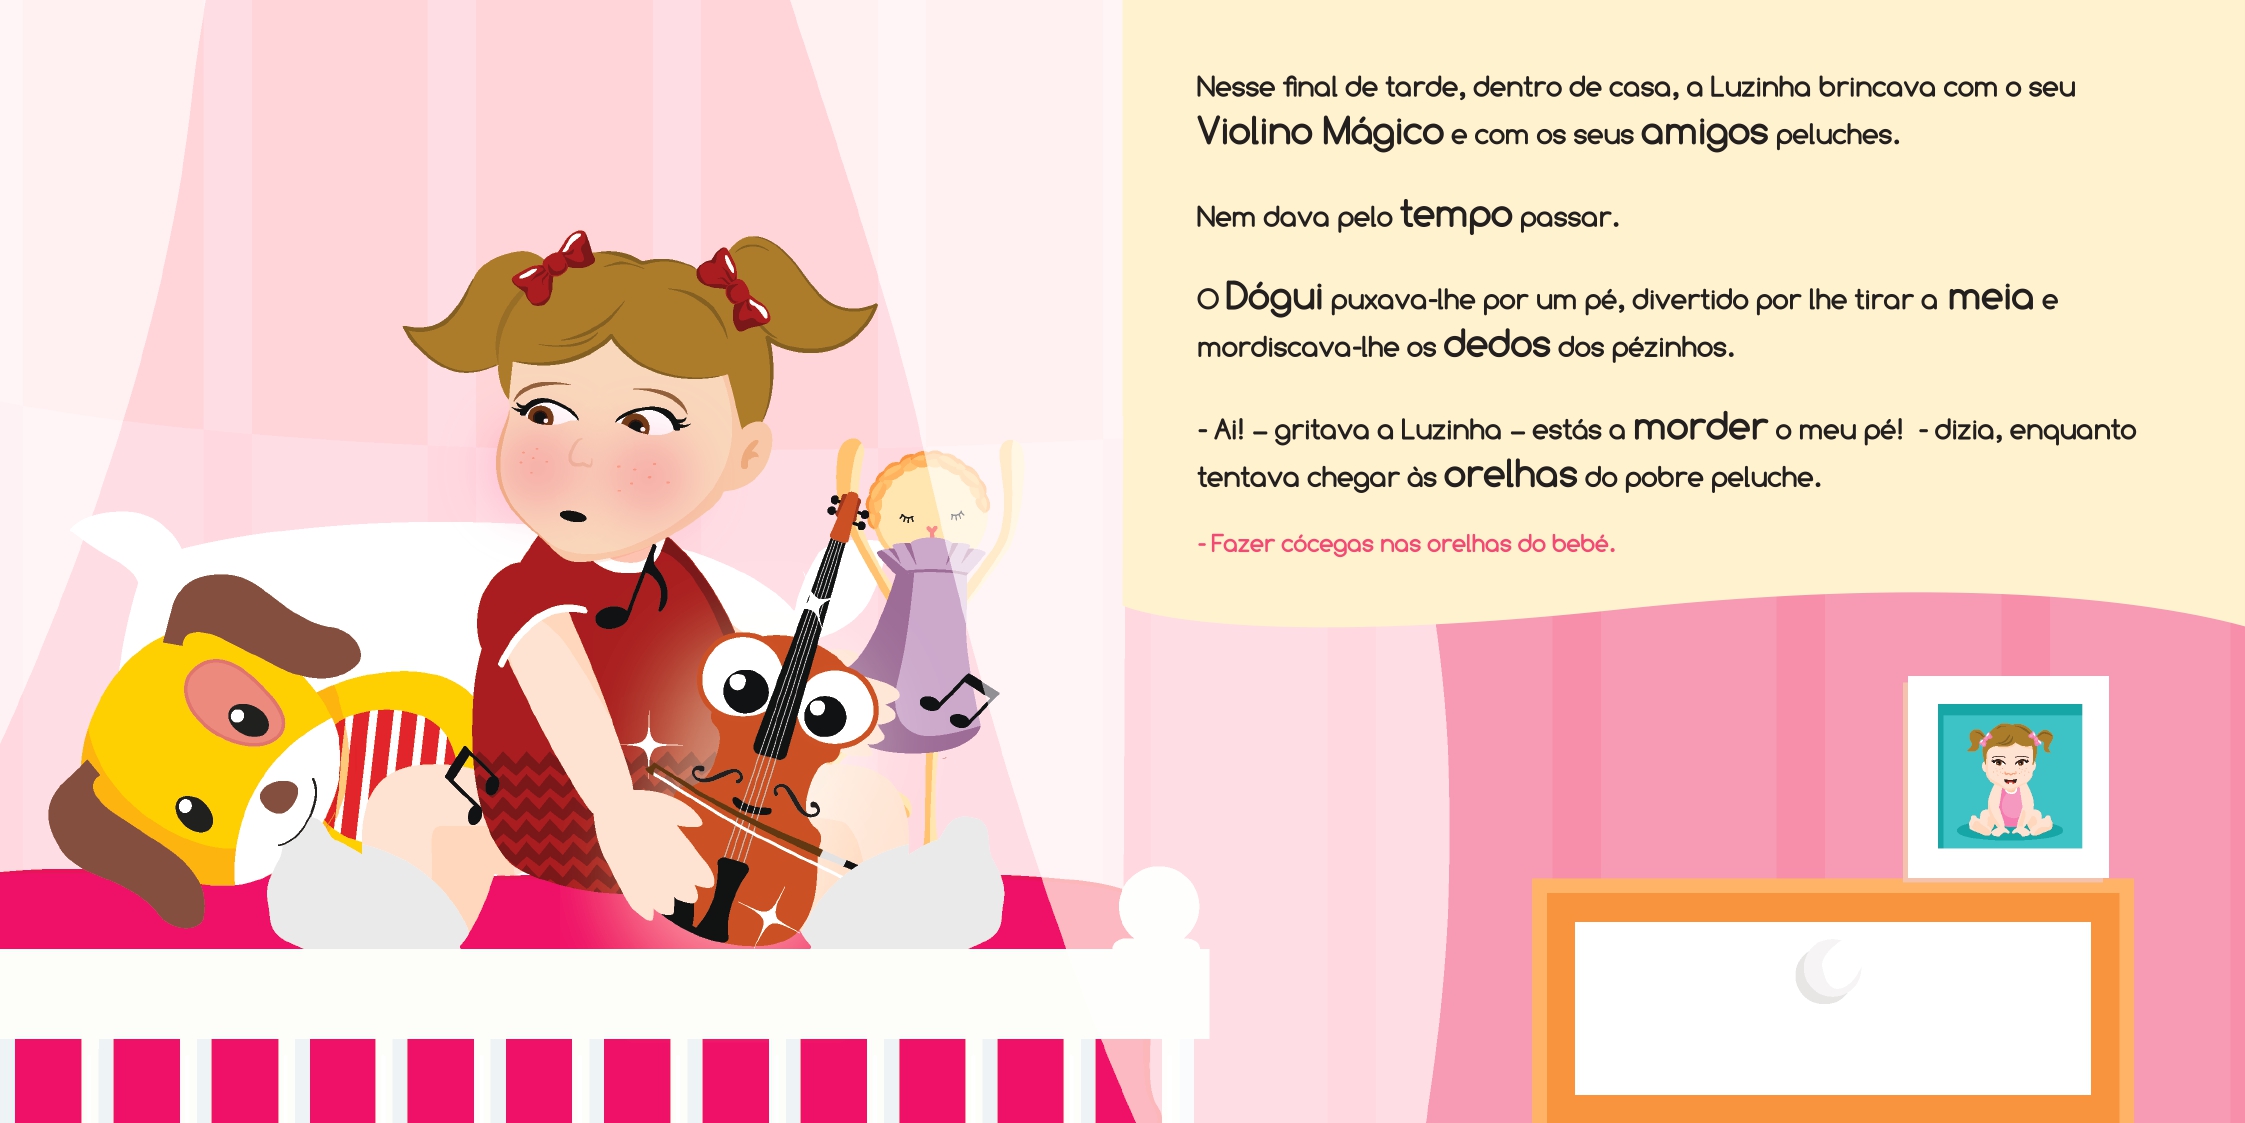 Nesse final de tarde, dentro de casa, a Luzinha brincava com o seu
Violino Mágico e com os seus amigos peluches.
Nem dava pelo tempo passar.
O Dógui puxava-lhe por um pé, divertido por lhe tirar a meia e
mordiscava-lhe os dedos dos pézinhos.
- Ai! – gritava a Luzinha – estás a morder o meu pé! - dizia, enquanto
tentava chegar às orelhas do pobre peluche.
- Fazer cócegas nas orelhas do bebé.